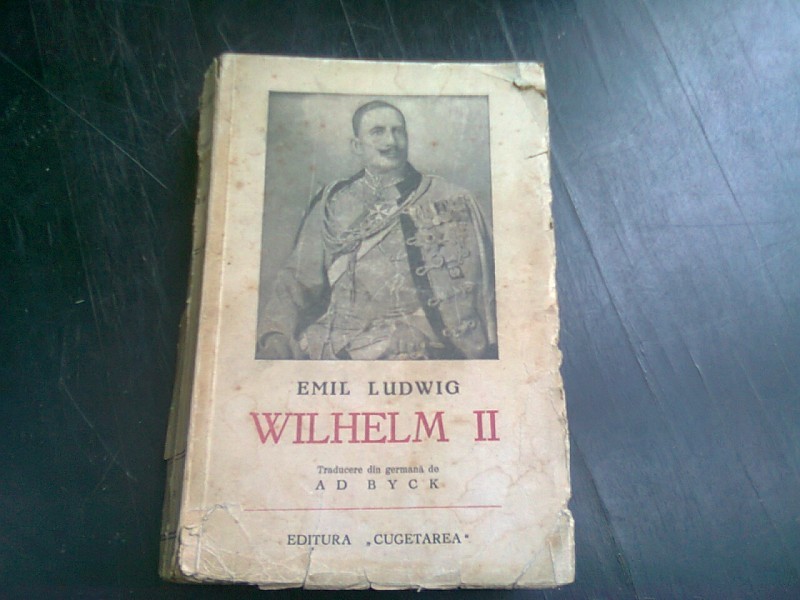 EMIL LUDWIG
WILHELM II
Traducere din germană de
AD BYCK
EDITURA „CUGETAREA"